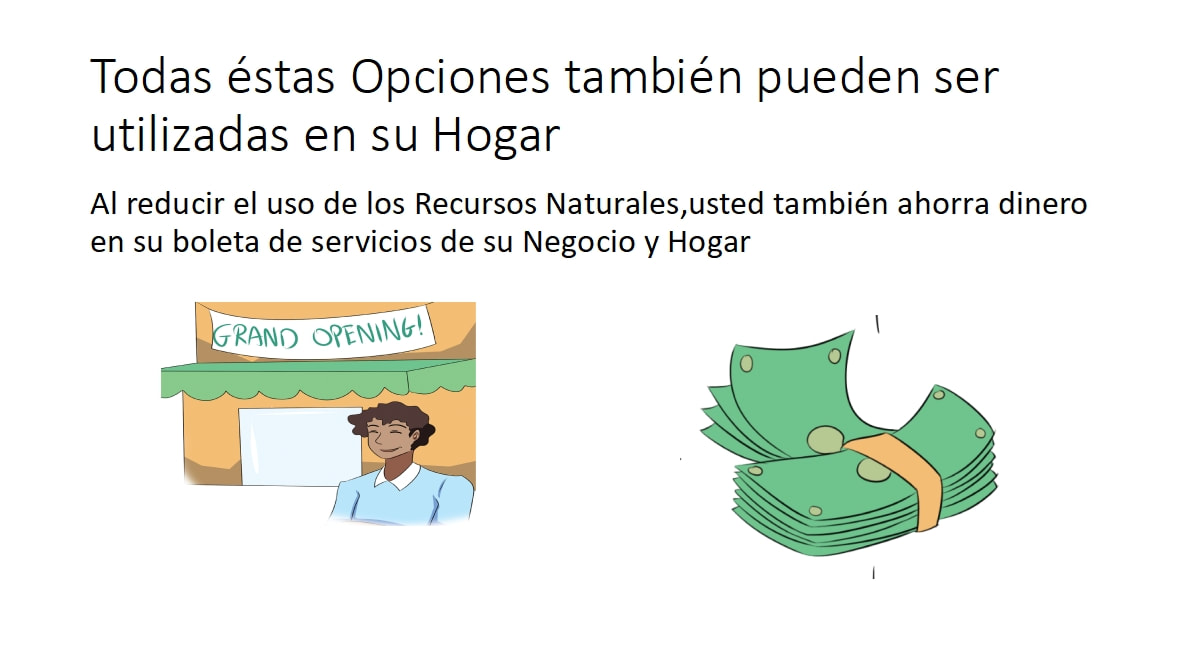 Todas éstas Opciones también pueden ser
utilizadas en su Hogar
Al reducir el uso de los Recursos Naturales,usted también ahorra dinero
en su boleta de servicios de su Negocio y Hogar
GRAND OPENING!